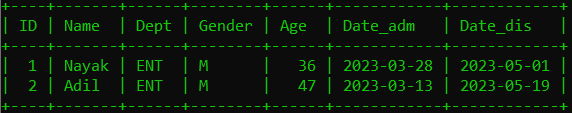 +----+-------+------+--------+------+------------+------------+
| ID | Name  | Dept | Gender | Age  | Date_adm   | Date_dis   |
+----+-------+------+--------+------+------------+------------+
|  1 | Nayak | ENT  | M      |   36 | 2023-03-28 | 2023-05-01 |
|  2 | Adil  | ENT  | M      |   47 | 2023-03-13 | 2023-05-19 |
+----+-------+------+--------+------+------------+------------+